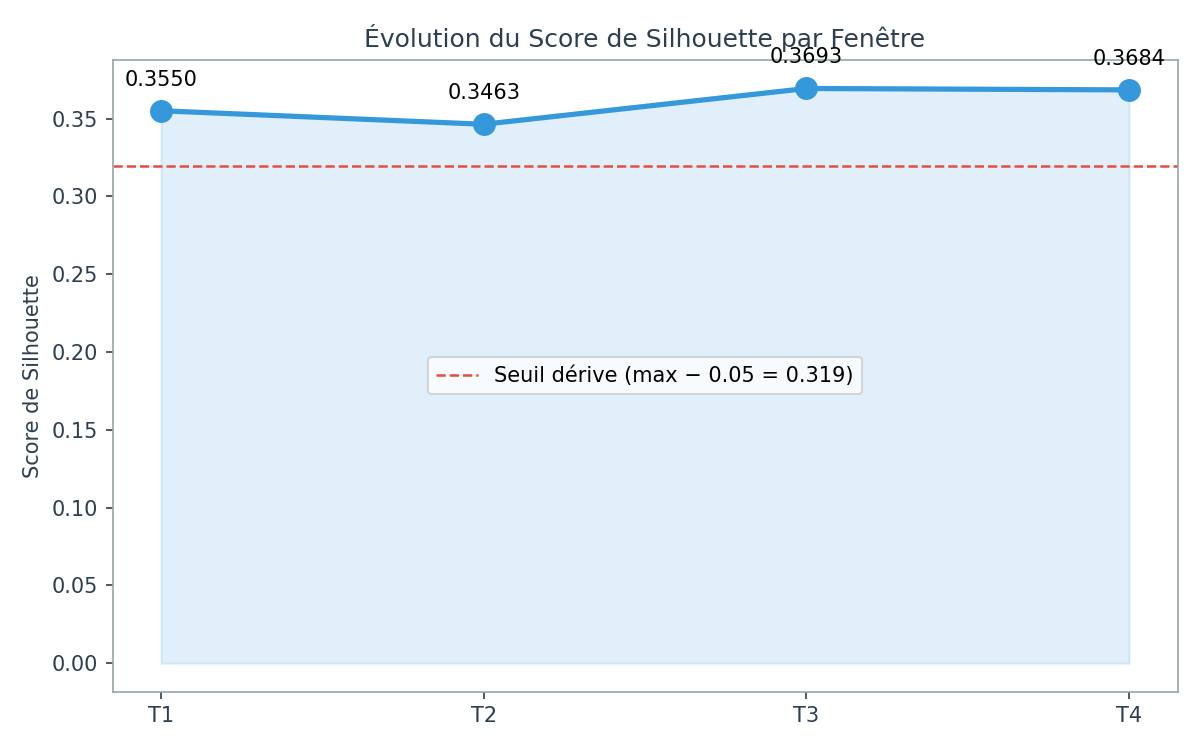 Évolution du Score de Silhouette par Fenêtre
0.3550
0.3463
0.3693
0.3684
0.35
0.30
0.25
0.20
0.15
0.10
0.05
0.00
Score de Silhouette
Seuil dérive (max − 0.05 = 0.319)
T1
T2
T3
T4